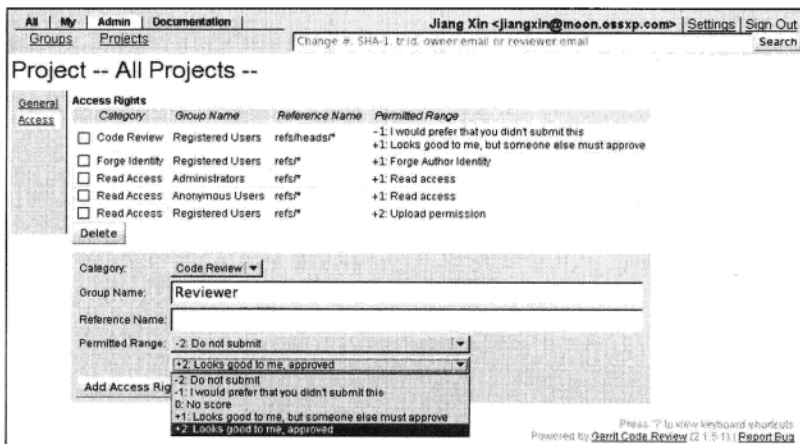 All | My | Admin | Documentation |
Jiang Xin <jiangxin@moon.ossxp.com> | Settings | Sign Out
Groups Projects
Change #, SHA-1, tr:id, owner:email or reviewer:email Search
Project -- All Projects --
General
Access
Access Rights
Category Group Name Reference Name Permitted Range
Code Review Registered Users refs/heads/* -1: I would prefer that you didn't submit this
+1: Looks good to me, but someone else must approve
Forge Identity Registered Users refs/* +1: Forge Author Identity
Read Access Administrators refs/* +1: Read access
Read Access Anonymous Users refs/* +1: Read access
Read Access Registered Users refs/* +2: Upload permission
Delete
Category: Code Review
Group Name: Reviewer
Reference Name:
Permitted Range: -2: Do not submit
+2: Looks good to me, approved
-2: Do not submit
-1: I would prefer that you didn't submit this
Add Access Rig
0: No score
+1: Looks good to me, but someone else must approve
+2: Looks good to me, approved
Press '?' to view keyboard shortcuts
Powered by Gerrit Code Review (2.1.5-1) | Report Bug